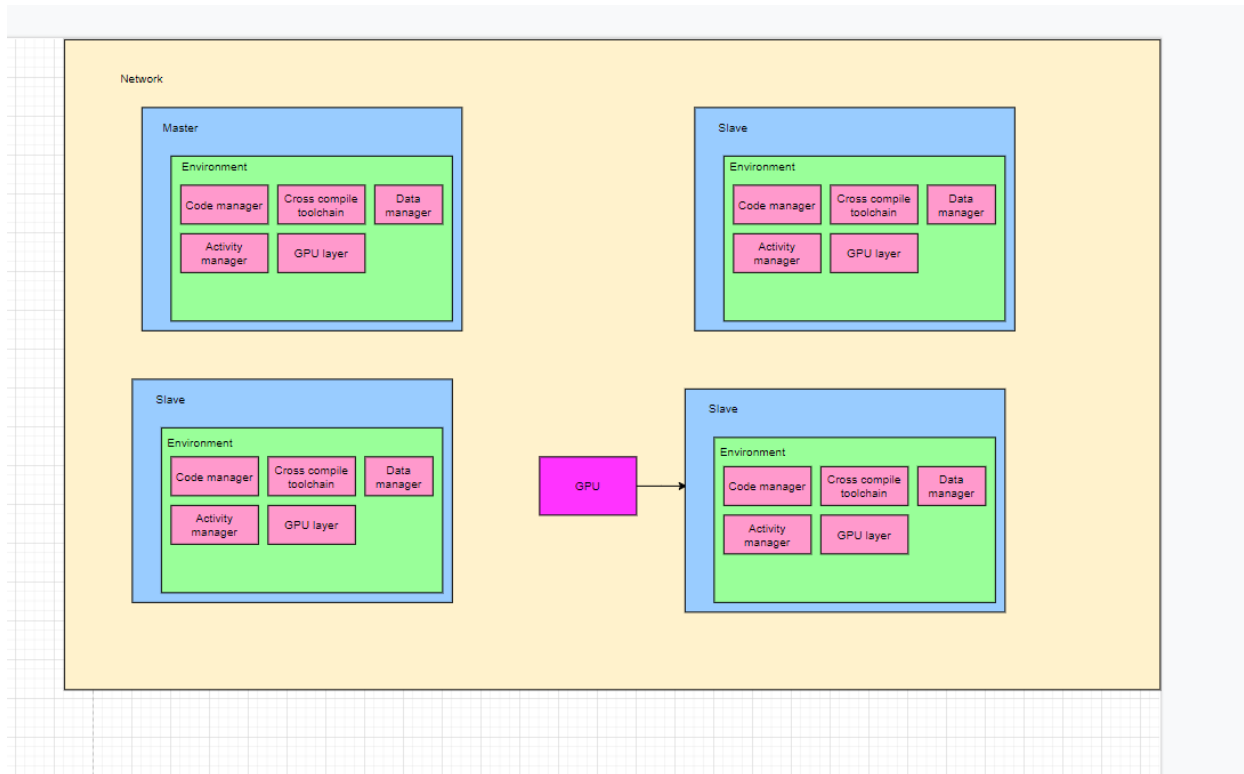 Network
Master
Environment
Code manager
Cross compile
toolchain
Data
manager
Activity
manager
GPU layer
Slave
Environment
Code manager
Cross compile
toolchain
Data
manager
Activity
manager
GPU layer
Slave
Environment
Code manager
Cross compile
toolchain
Data
manager
Activity
manager
GPU layer
GPU
Slave
Environment
Code manager
Cross compile
toolchain
Data
manager
Activity
manager
GPU layer